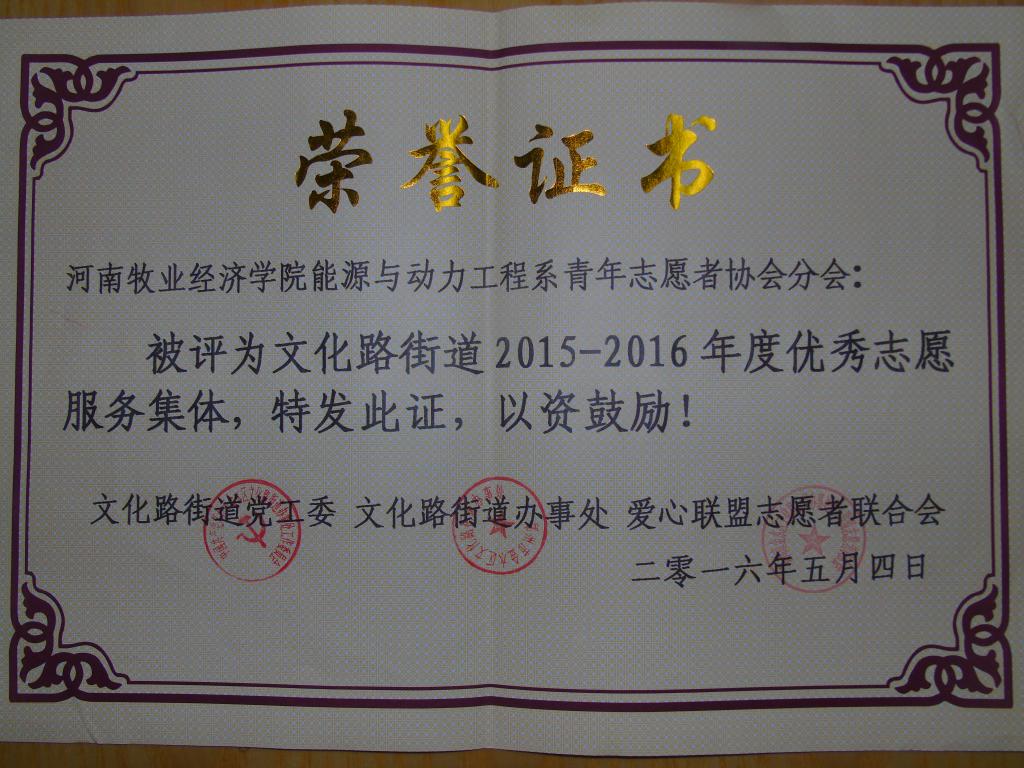 荣誉证书
河南牧业经济学院能源与动力工程系青年志愿者协会分会：
被评为文化路街道2015-2016年度优秀志愿
服务集体，特发此证，以资鼓励！
文化路街道党工委 文化路街道办事处 爱心联盟志愿者联合会
二零一六年五月四日